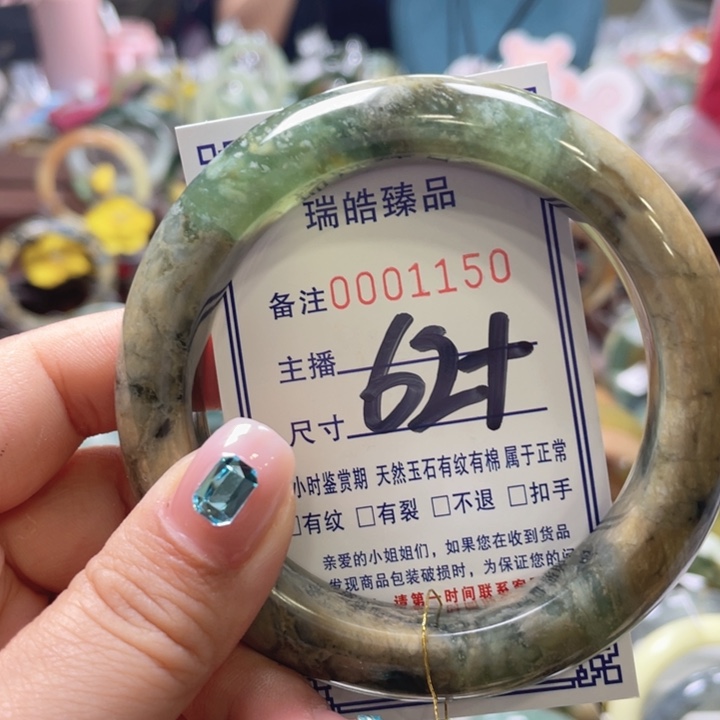 瑞皓臻品
备注0001150
主播
尺寸 62+
小时鉴赏期 天然玉石有纹有棉 属于正常
□有纹 □有裂 □不退 □扣手
亲爱的小姐姐们，如果您在收到货品
发现商品包装破损时，为保证您的
请第一时间联系客